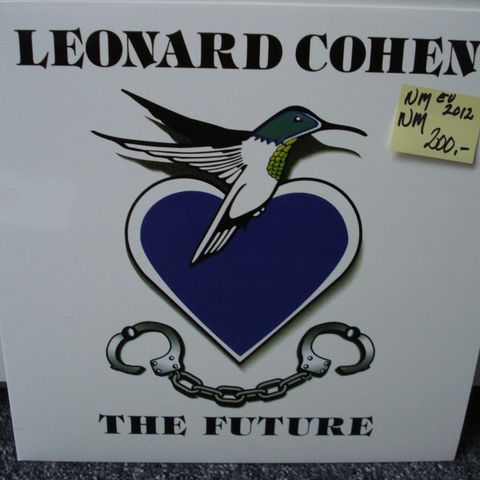 LEONARD COHEN
NM EU
2012
NM
200,-
THE FUTURE